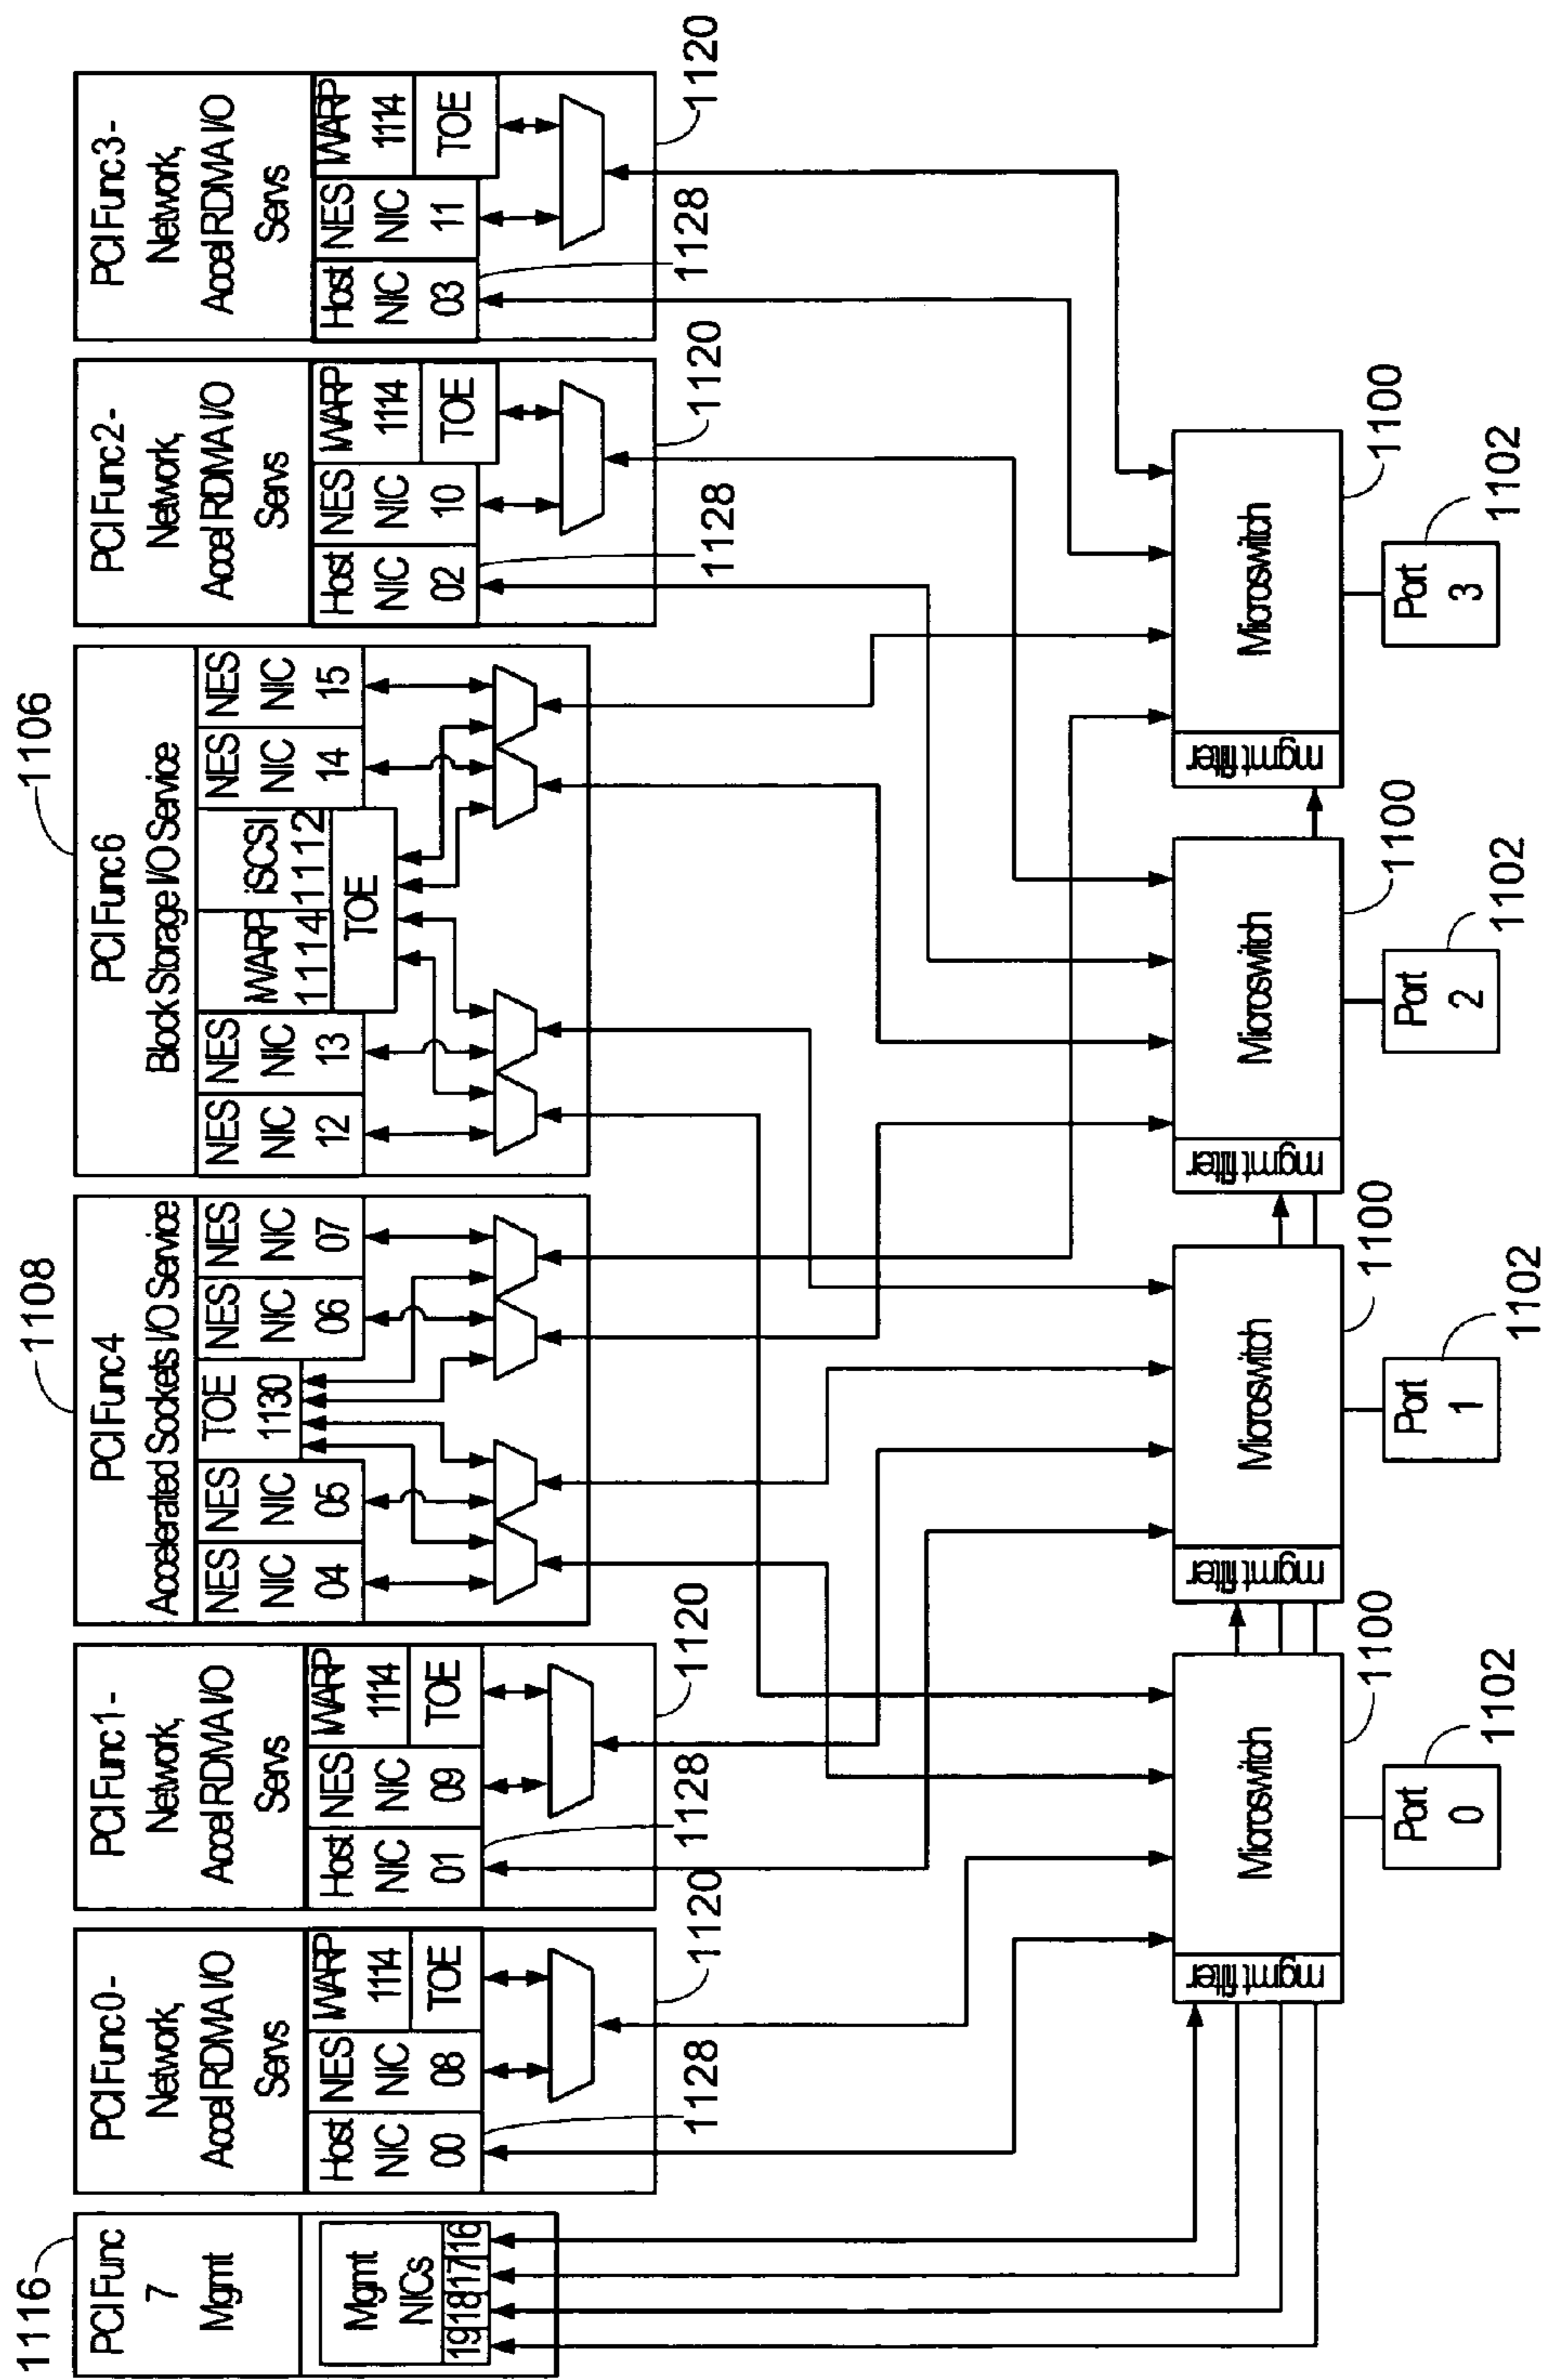 1116
PCI Func
7
Mgmt
Mgmt
NICs
19 18 17 16
PCI Func 0 -
Network,
Accel RDMA I/O
Servs
Host
NIC
00
NES
NIC
08
iWARP
1114
TOE
1128
1120
PCI Func 1 -
Network,
Accel RDMA I/O
Servs
Host
NIC
01
NES
NIC
09
iWARP
1114
TOE
1128
1120
1108
PCI Func 4
Accelerated Sockets I/O Service
NES
NIC
04
NES
NIC
05
TOE
1130
NES
NIC
06
NES
NIC
07
1106
PCI Func 6
Block Storage I/O Service
NES
NIC
12
NES
NIC
13
iWARP
1114
iSCSI
1112
TOE
NES
NIC
14
NES
NIC
15
PCI Func 2 -
Network,
Accel RDMA I/O
Servs
Host
NIC
02
NES
NIC
10
iWARP
1114
TOE
1128
1120
PCI Func 3 -
Network,
Accel RDMA I/O
Servs
Host
NIC
03
NES
NIC
11
iWARP
1114
TOE
1128
1120
mgmt filter
Microswitch
1100
Port
0
1102
mgmt filter
Microswitch
1100
Port
1
1102
mgmt filter
Microswitch
1100
Port
2
1102
mgmt filter
Microswitch
1100
Port
3
1102